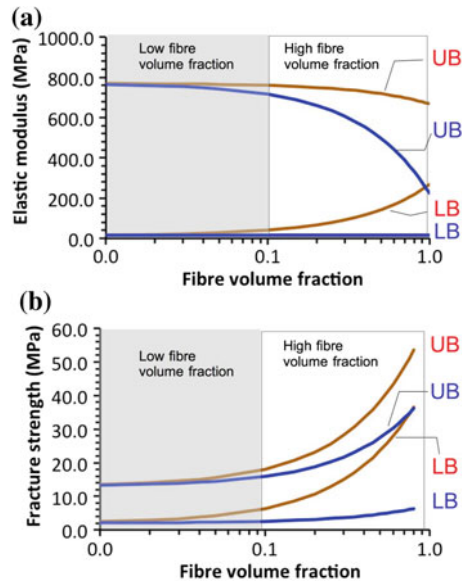 (a)
1000.0
800.0
600.0
400.0
200.0
0.0
Elastic modulus (MPa)
Low fibre
volume fraction
High fibre
volume fraction
UB
UB
LB
LB
0.0
0.1
1.0
Fibre volume fraction
(b)
60.0
50.0
40.0
30.0
20.0
10.0
0.0
Fracture strength (MPa)
Low fibre
volume fraction
High fibre
volume fraction
UB
UB
LB
LB
0.0
0.1
1.0
Fibre volume fraction